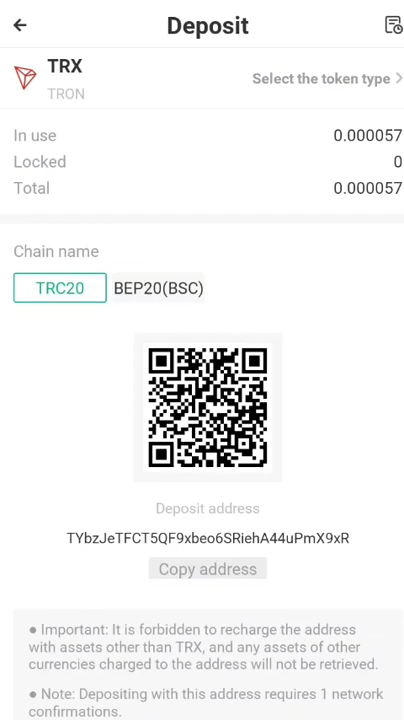 Deposit
TRX
TRON
Select the token type
In use 0.000057
Locked 0
Total 0.000057
Chain name
TRC20 BEP20(BSC)
Deposit address
TYbzJeTFCT5QF9xbeo6SRiehA44uPmX9xR
Copy address
● Important: It is forbidden to recharge the address
with assets other than TRX, and any assets of other
currencies charged to the address will not be retrieved.
● Note: Depositing with this address requires 1 network
confirmations.